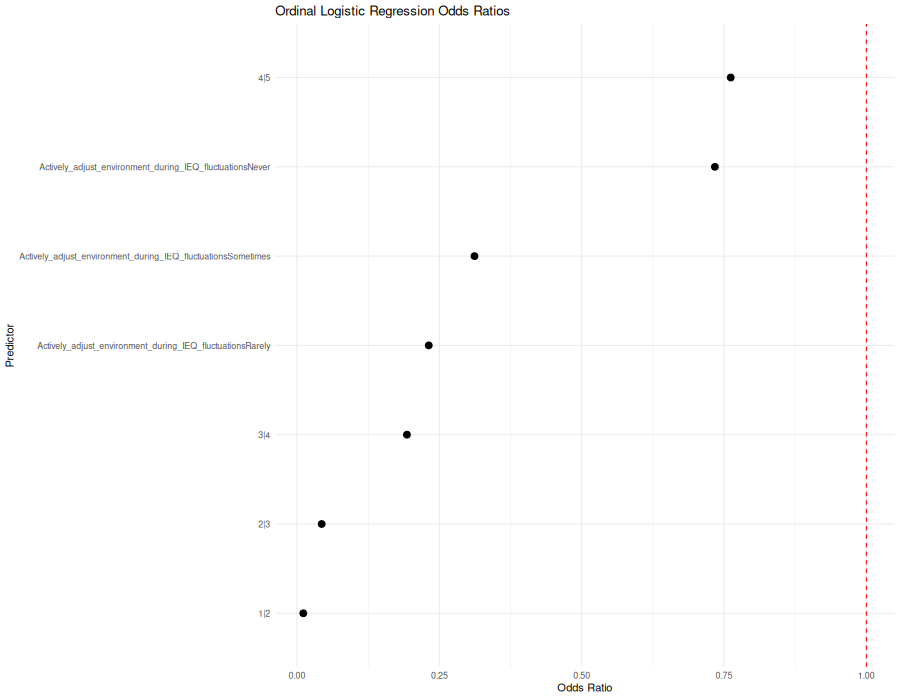 Ordinal Logistic Regression Odds Ratios
4|5
Actively_adjust_environment_during_IEQ_fluctuationsNever
Actively_adjust_environment_during_IEQ_fluctuationsSometimes
Predictor
Actively_adjust_environment_during_IEQ_fluctuationsRarely
3|4
2|3
1|2
0.00 0.25 0.50 0.75 1.00
Odds Ratio